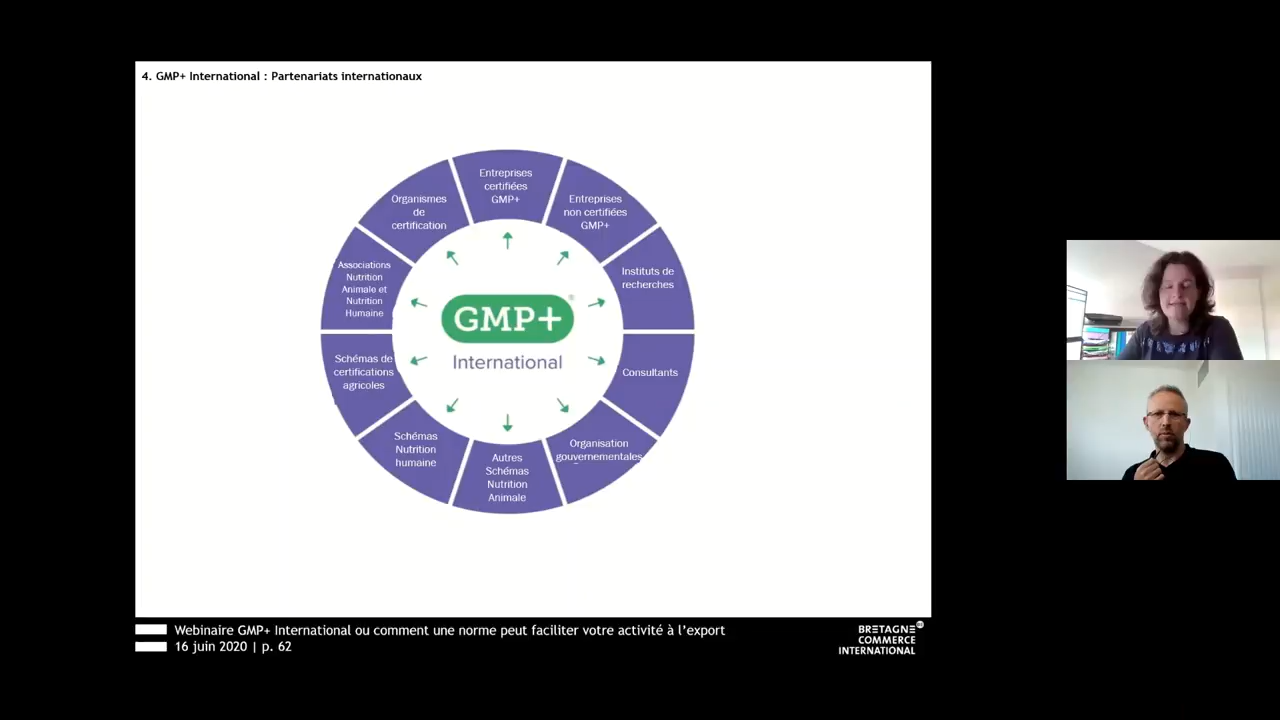 4. GMP+ International : Partenariats internationaux
Entreprises
certifiées
GMP+
Entreprises
non certifiées
GMP+
Instituts de
recherches
Consultants
Organisation
gouvernementales
Autres
Schémas
Nutrition
Animale
Schémas
Nutrition
humaine
Schémas de
certifications
agricoles
Associations
Nutrition
Animale et
Nutrition
Humaine
Organismes
de
certification
GMP+
International
Webinaire GMP+ International ou comment une norme peut faciliter votre activité à l'export
16 juin 2020 | p. 62
BRETAGNE
COMMERCE
INTERNATIONAL